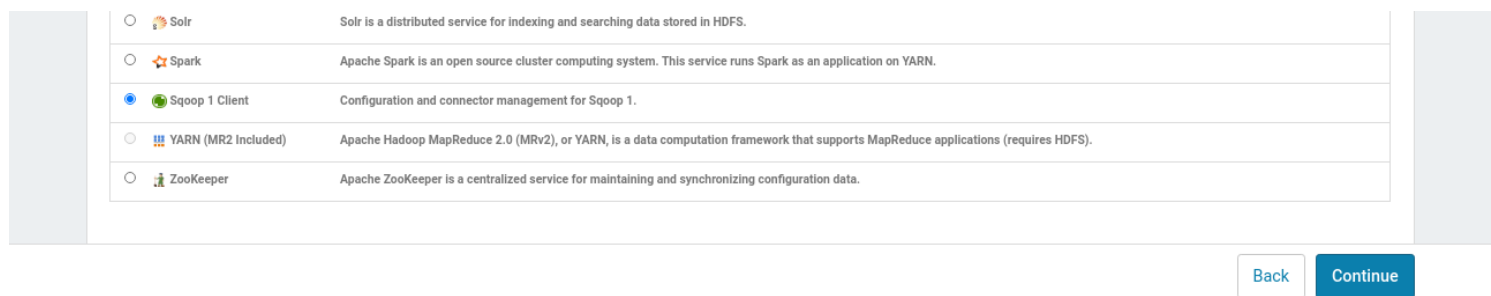 Solr Solr is a distributed service for indexing and searching data stored in HDFS.
Spark Apache Spark is an open source cluster computing system. This service runs Spark as an application on YARN.
Sqoop 1 Client Configuration and connector management for Sqoop 1.
YARN (MR2 Included) Apache Hadoop MapReduce 2.0 (MRv2), or YARN, is a data computation framework that supports MapReduce applications (requires HDFS).
ZooKeeper Apache ZooKeeper is a centralized service for maintaining and synchronizing configuration data.
Back Continue